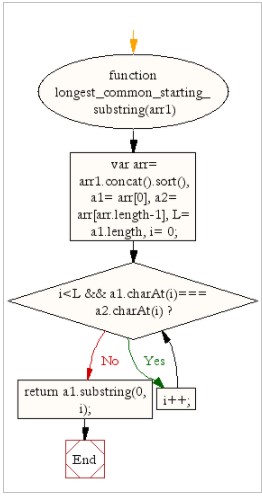 function
longest_common_starting_
substring(arr1)
var arr=
arr1.concat().sort(),
a1= arr[0], a2=
arr[arr.length-1], L=
a1.length, i= 0;
i<L && a1.charAt(i)===
a2.charAt(i) ?
No
Yes
return a1.substring(0,
i);
i++;
End